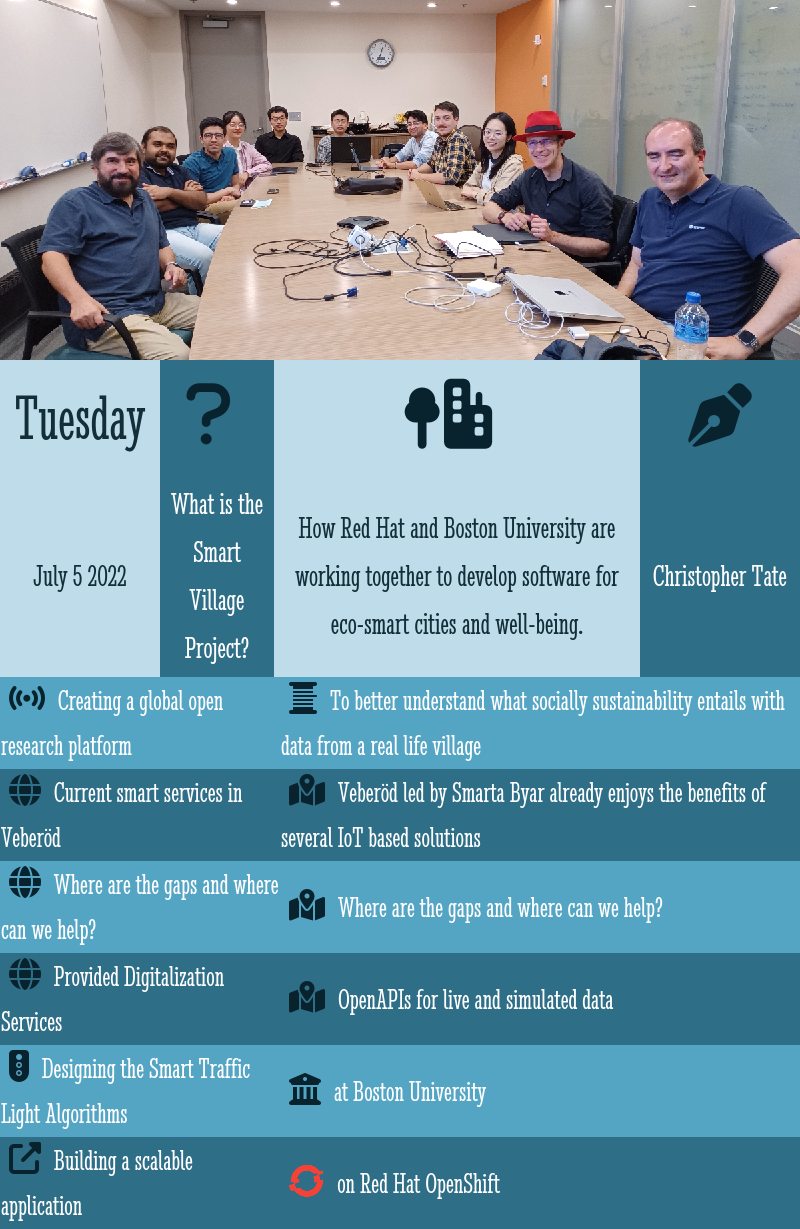 Tuesday
July 5 2022
?
What is the
Smart
Village
Project?
How Red Hat and Boston University are
working together to develop software for
eco-smart cities and well-being.
Christopher Tate
Creating a global open
research platform
To better understand what socially sustainability entails with
data from a real life village
Current smart services in
Veberöd
Veberöd led by Smarta Byar already enjoys the benefits of
several IoT based solutions
Where are the gaps and where
can we help?
Where are the gaps and where can we help?
Provided Digitalization
Services
OpenAPIs for live and simulated data
Designing the Smart Traffic
Light Algorithms
at Boston University
Building a scalable
application
on Red Hat OpenShift